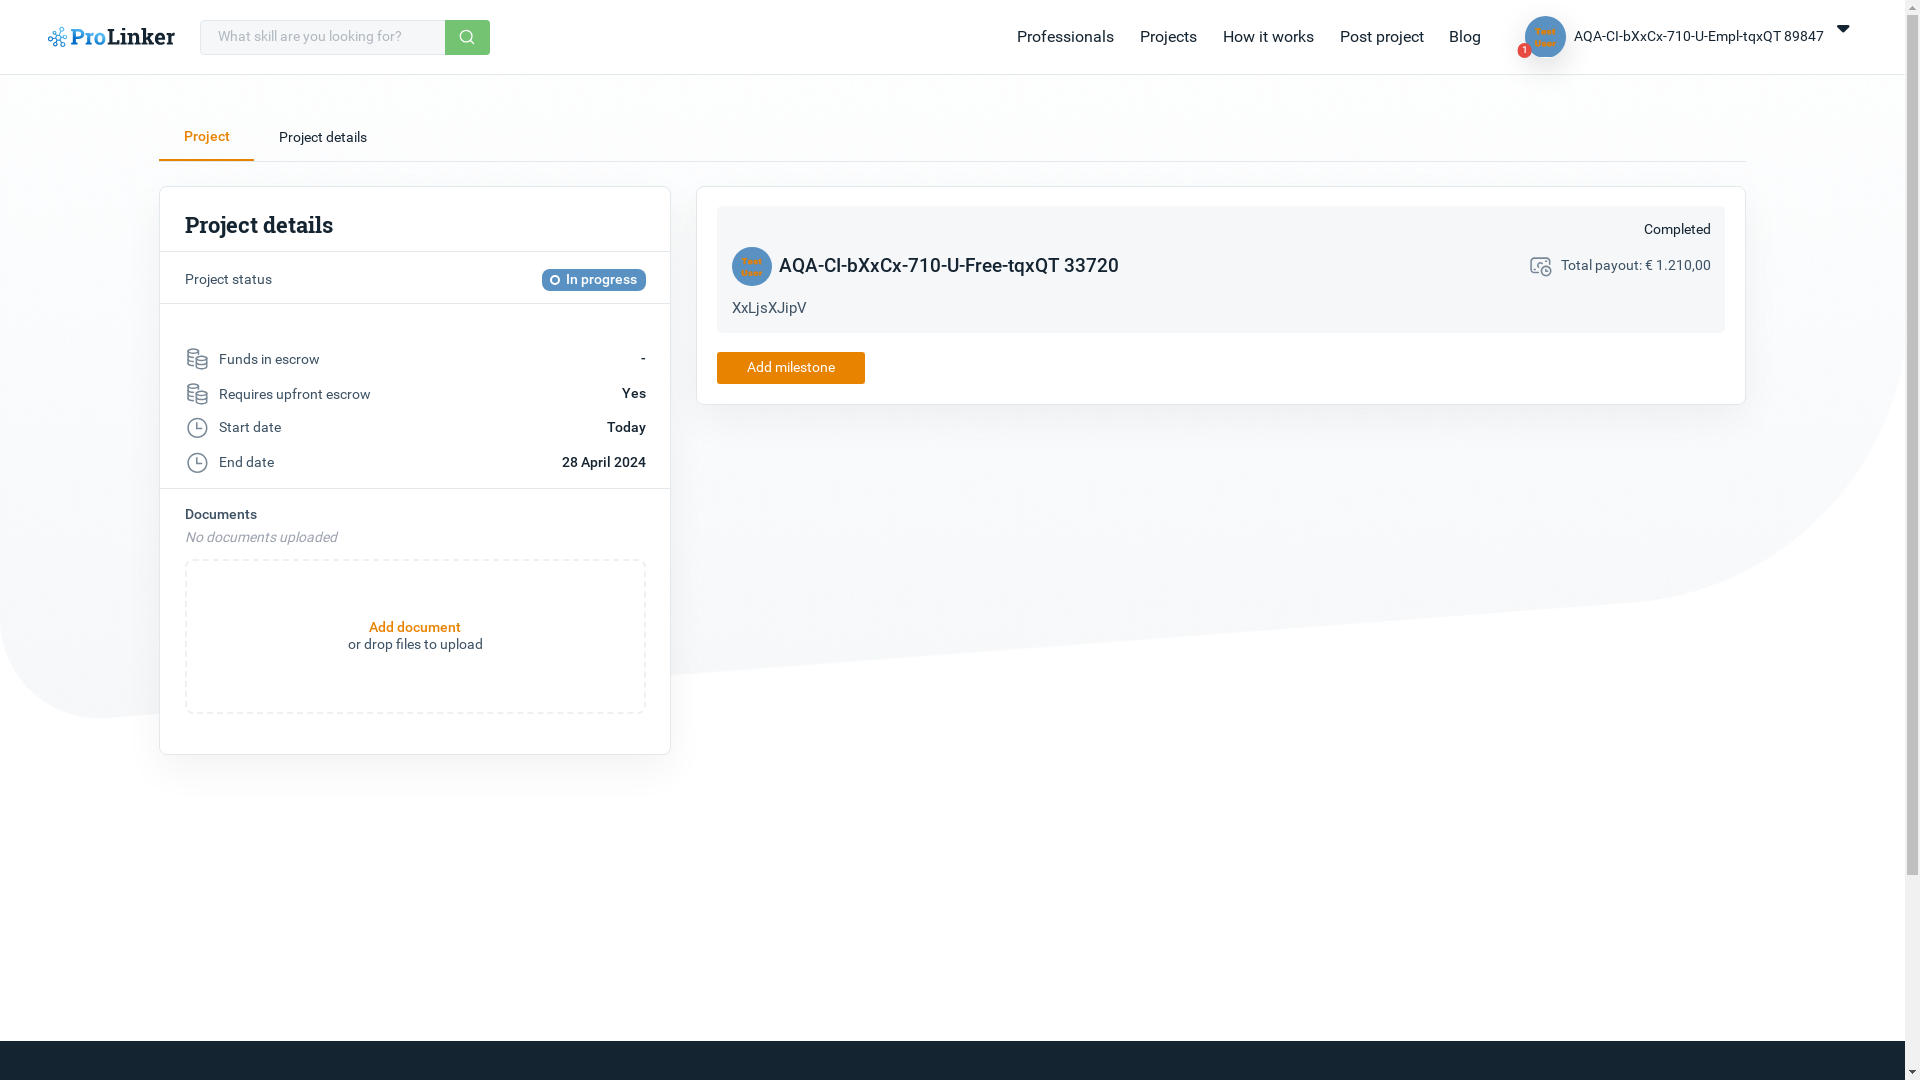 ProLinker
What skill are you looking for?
Professionals
Projects
How it works
Post project
Blog
Test
User
1
AQA-CI-bXxCx-710-U-Empl-tqxQT 89847
Project
Project details
Project details
Project status
In progress
Funds in escrow
-
Requires upfront escrow
Yes
Start date
Today
End date
28 April 2024
Documents
No documents uploaded
Add document
or drop files to upload
Completed
Test
User
AQA-CI-bXxCx-710-U-Free-tqxQT 33720
Total payout: € 1.210,00
XxLjsXJipV
Add milestone